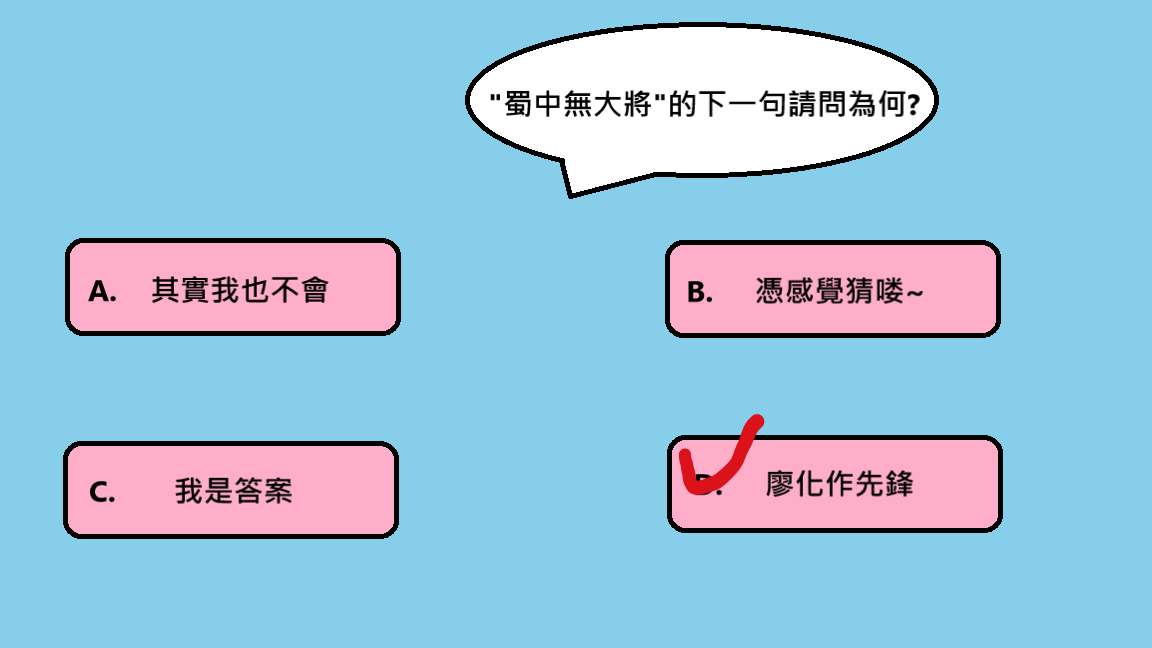 "蜀中無大將"的下一句請問為何?
A. 其實我也不會
B. 憑感覺猜喽~
C. 我是答案
D. 廖化作先鋒